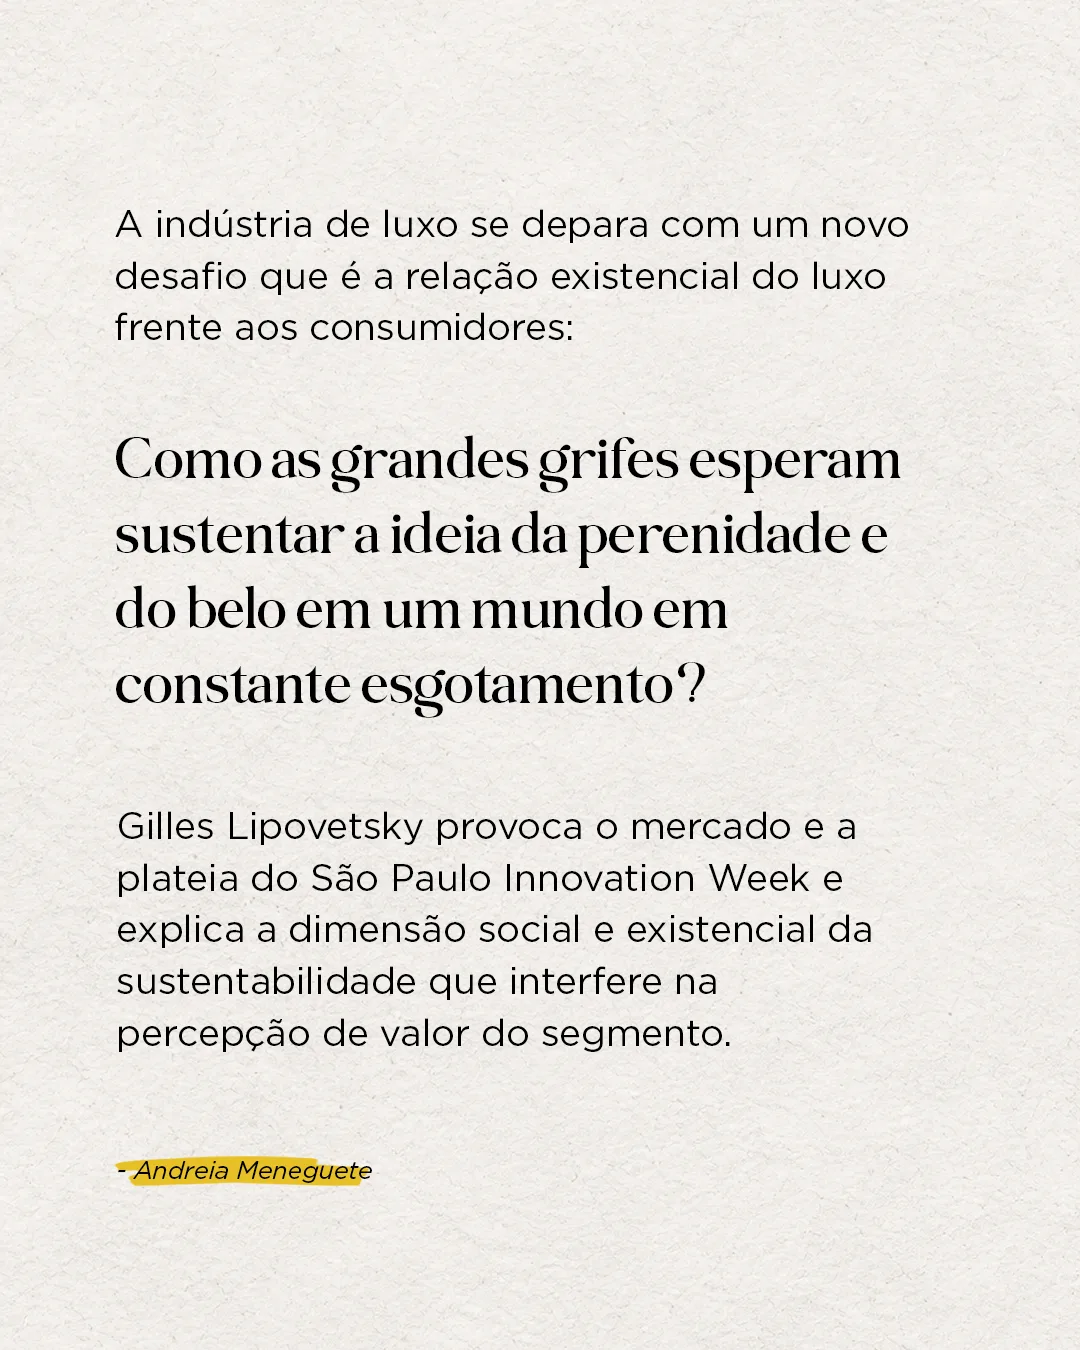 A indústria de luxo se depara com um novo
desafio que é a relação existencial do luxo
frente aos consumidores:
Como as grandes grifes esperam
sustentar a ideia da perenidade e
do belo em um mundo em
constante esgotamento?
Gilles Lipovetsky provoca o mercado e a
plateia do São Paulo Innovation Week e
explica a dimensão social e existencial da
sustentabilidade que interfere na
percepção de valor do segmento.
- Andreia Meneguete